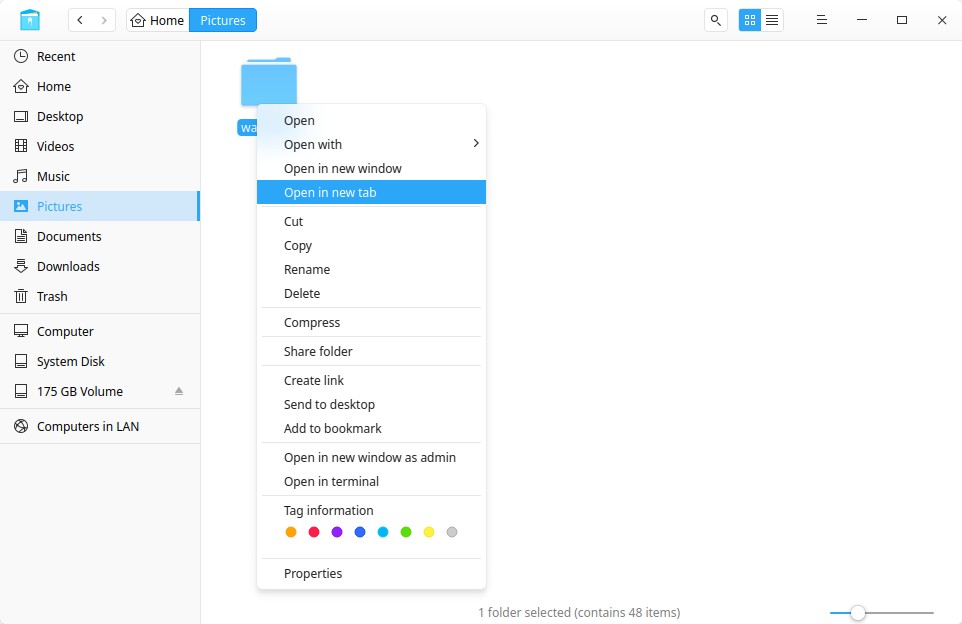 Home Pictures
Recent
Home
Desktop
Videos
Music
Pictures
Documents
Downloads
Trash
Computer
System Disk
175 GB Volume
Computers in LAN
Open
Open with
Open in new window
Open in new tab
Cut
Copy
Rename
Delete
Compress
Share folder
Create link
Send to desktop
Add to bookmark
Open in new window as admin
Open in terminal
Tag information
Properties
1 folder selected (contains 48 items)